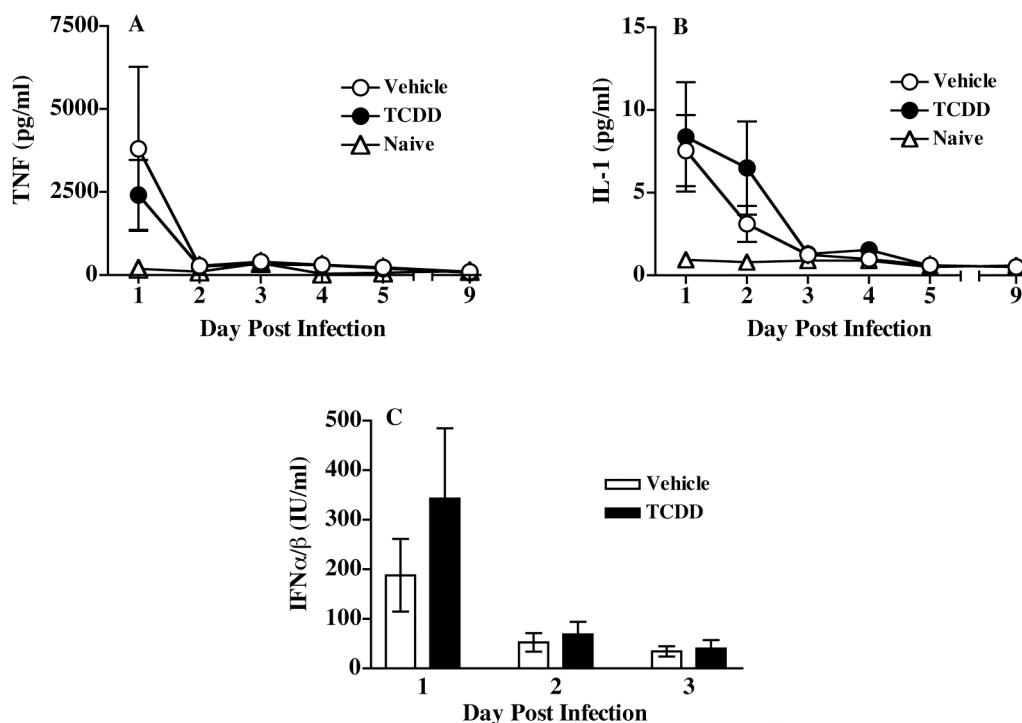 A
TNF (pg/ml)
7500
5000
2500
0
Vehicle
TCDD
Naive
1 2 3 4 5 9
Day Post Infection
B
IL-1 (pg/ml)
15
10
5
0
Vehicle
TCDD
Naive
1 2 3 4 5 9
Day Post Infection
C
IFNα/β (IU/ml)
500
400
300
200
100
0
Vehicle
TCDD
1 2 3
Day Post Infection